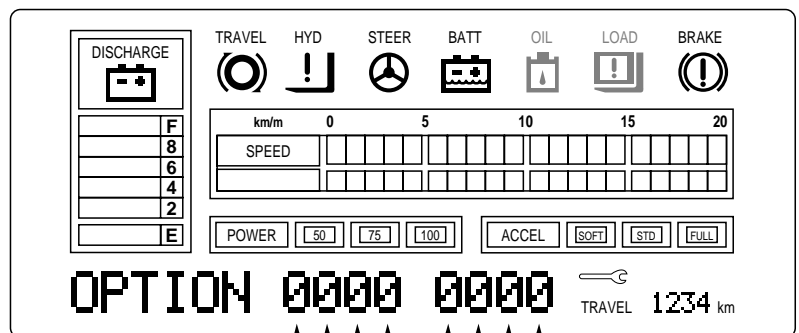 DISCHARGE
TRAVEL HYD STEER BATT OIL LOAD BRAKE
F
8
6
4
2
E
km/m 0 5 10 15 20
SPEED
POWER 50 75 100
ACCEL SOFT STD FULL
OPTION 0000 0000
TRAVEL 1234 km